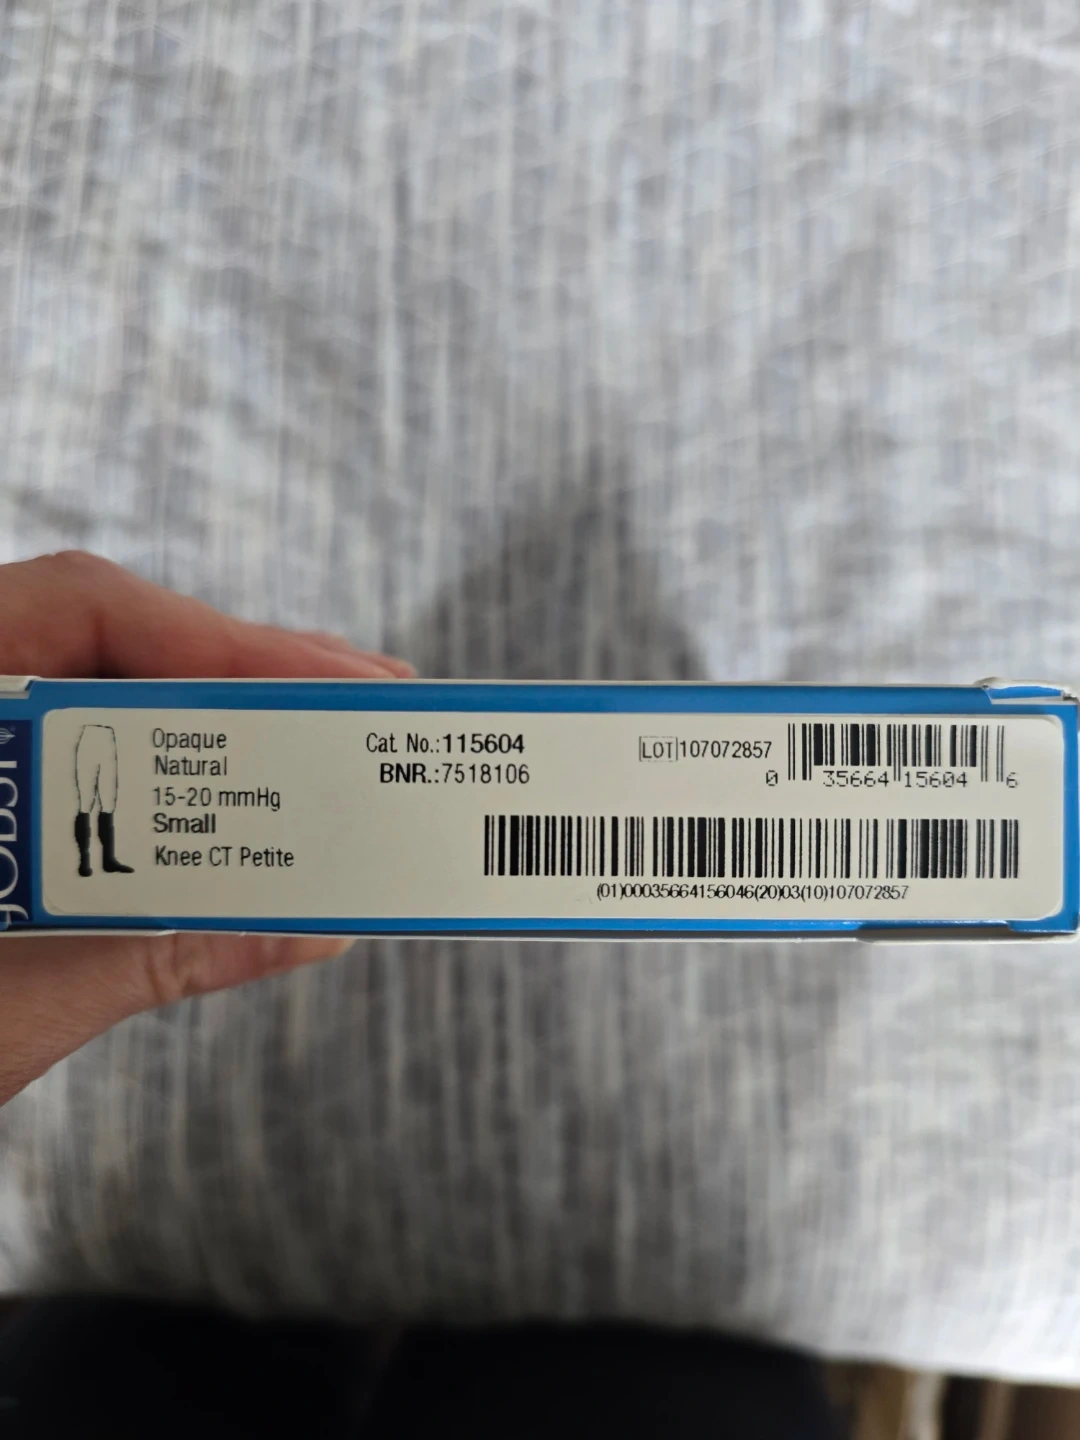 JOBST
Opaque
Natural
15-20 mmHg
Small
Knee CT Petite
Cat. No.:115604
BNR.:7518106
LOT 107072857
0 35664 15604 6
(01)00035664156046(20)03(10)107072857